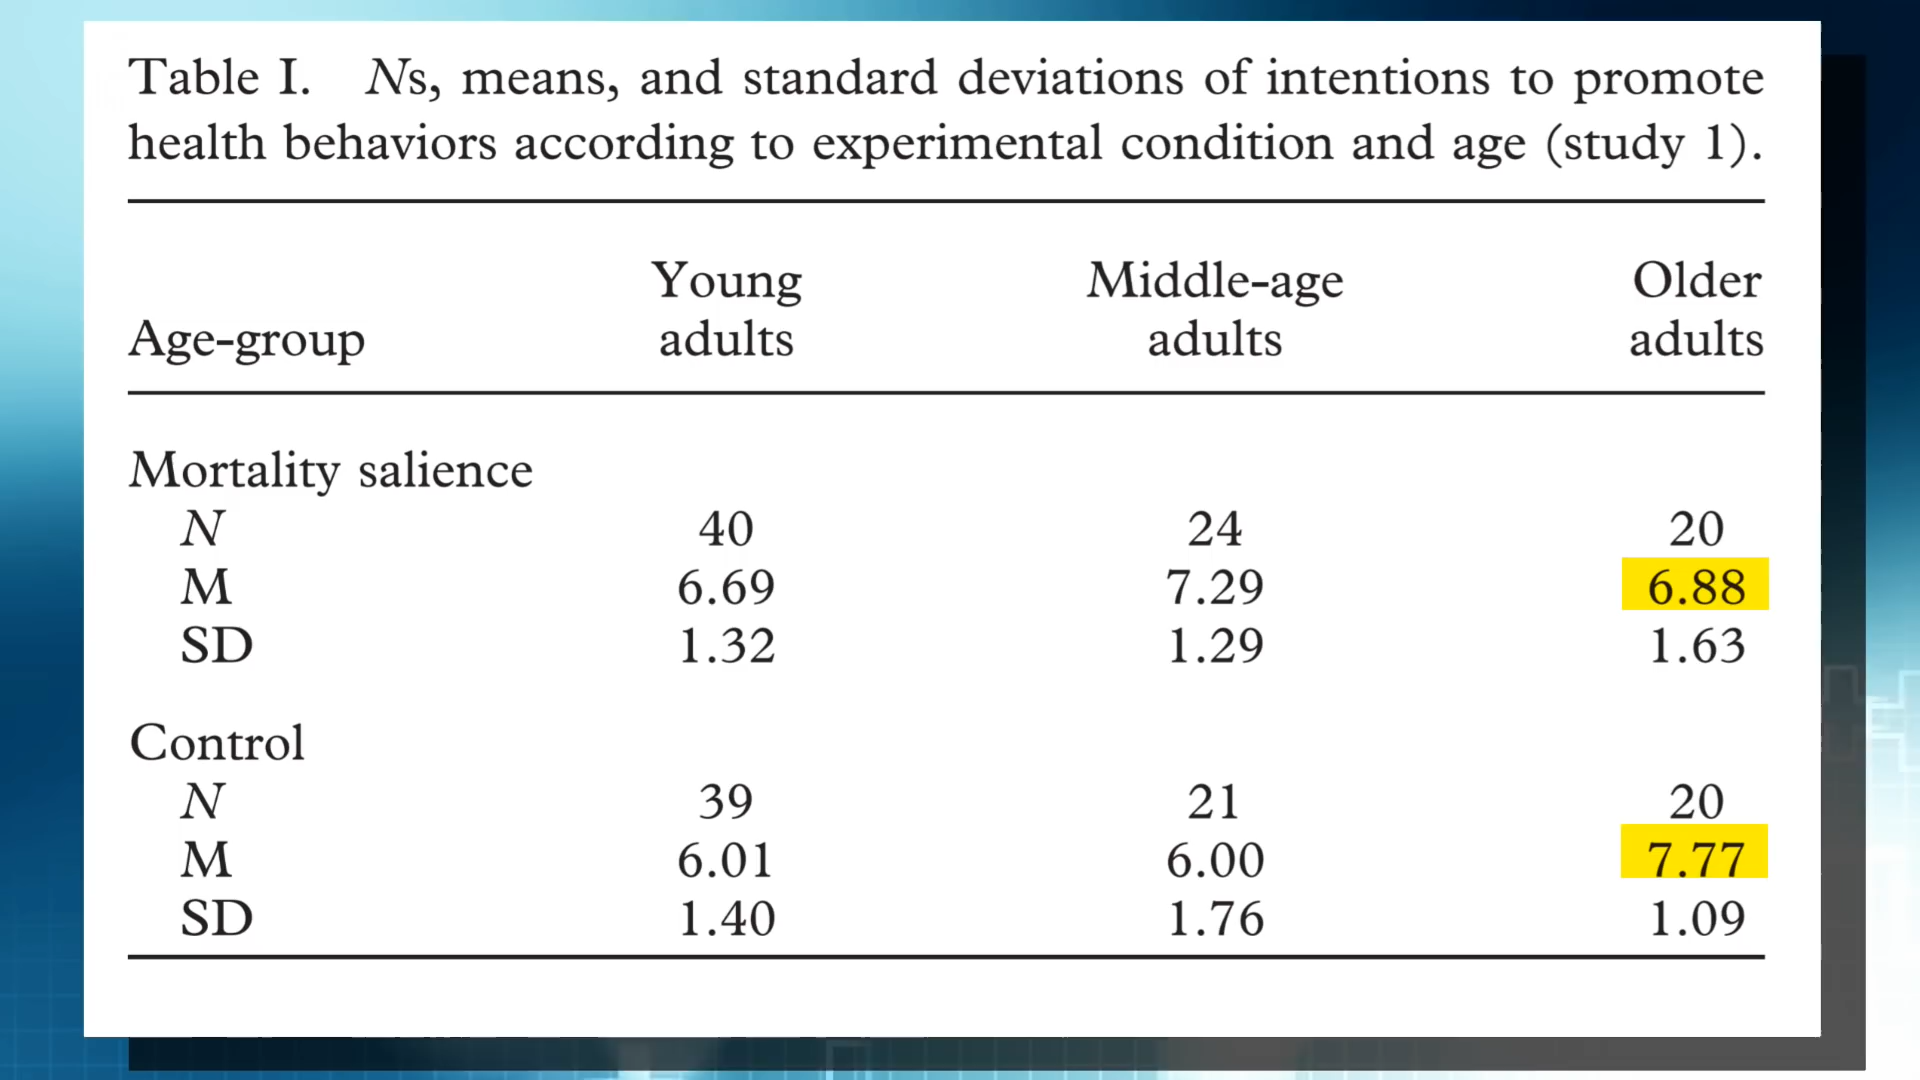 Table I. Ns, means, and standard deviations of intentions to promote
health behaviors according to experimental condition and age (study 1).
Age-group Young adults Middle-age adults Older adults
Mortality salience
N 40 24 20
M 6.69 7.29 6.88
SD 1.32 1.29 1.63
Control
N 39 21 20
M 6.01 6.00 7.77
SD 1.40 1.76 1.09